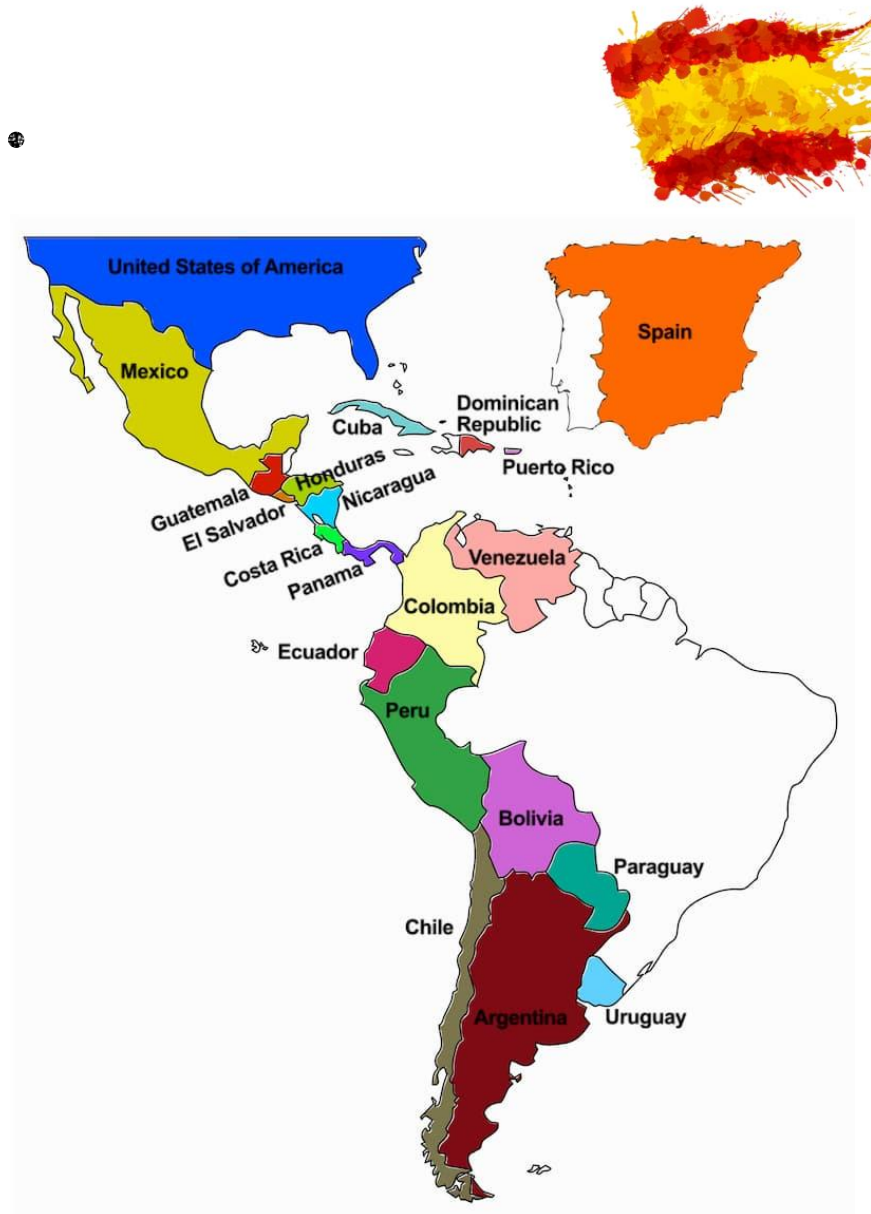 United States of America
Spain
Mexico
Dominican
Republic
Cuba
Puerto Rico
Honduras
Guatemala
Nicaragua
El Salvador
Costa Rica
Panama
Venezuela
Colombia
Ecuador
Peru
Bolivia
Paraguay
Chile
Argentina
Uruguay